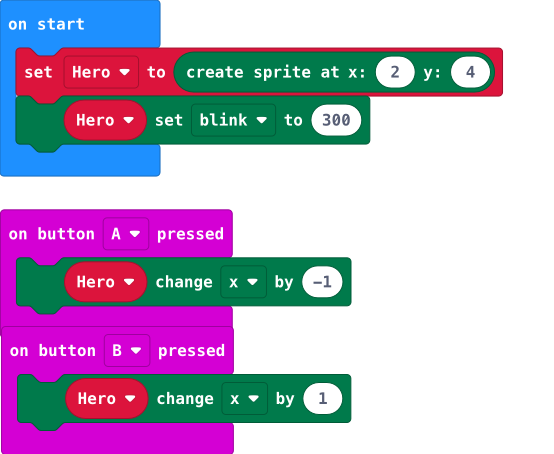 on start
set Hero to create sprite at x: 2 y: 4
Hero set blink to 300
on button A pressed
Hero change x by −1
on button B pressed
Hero change x by 1